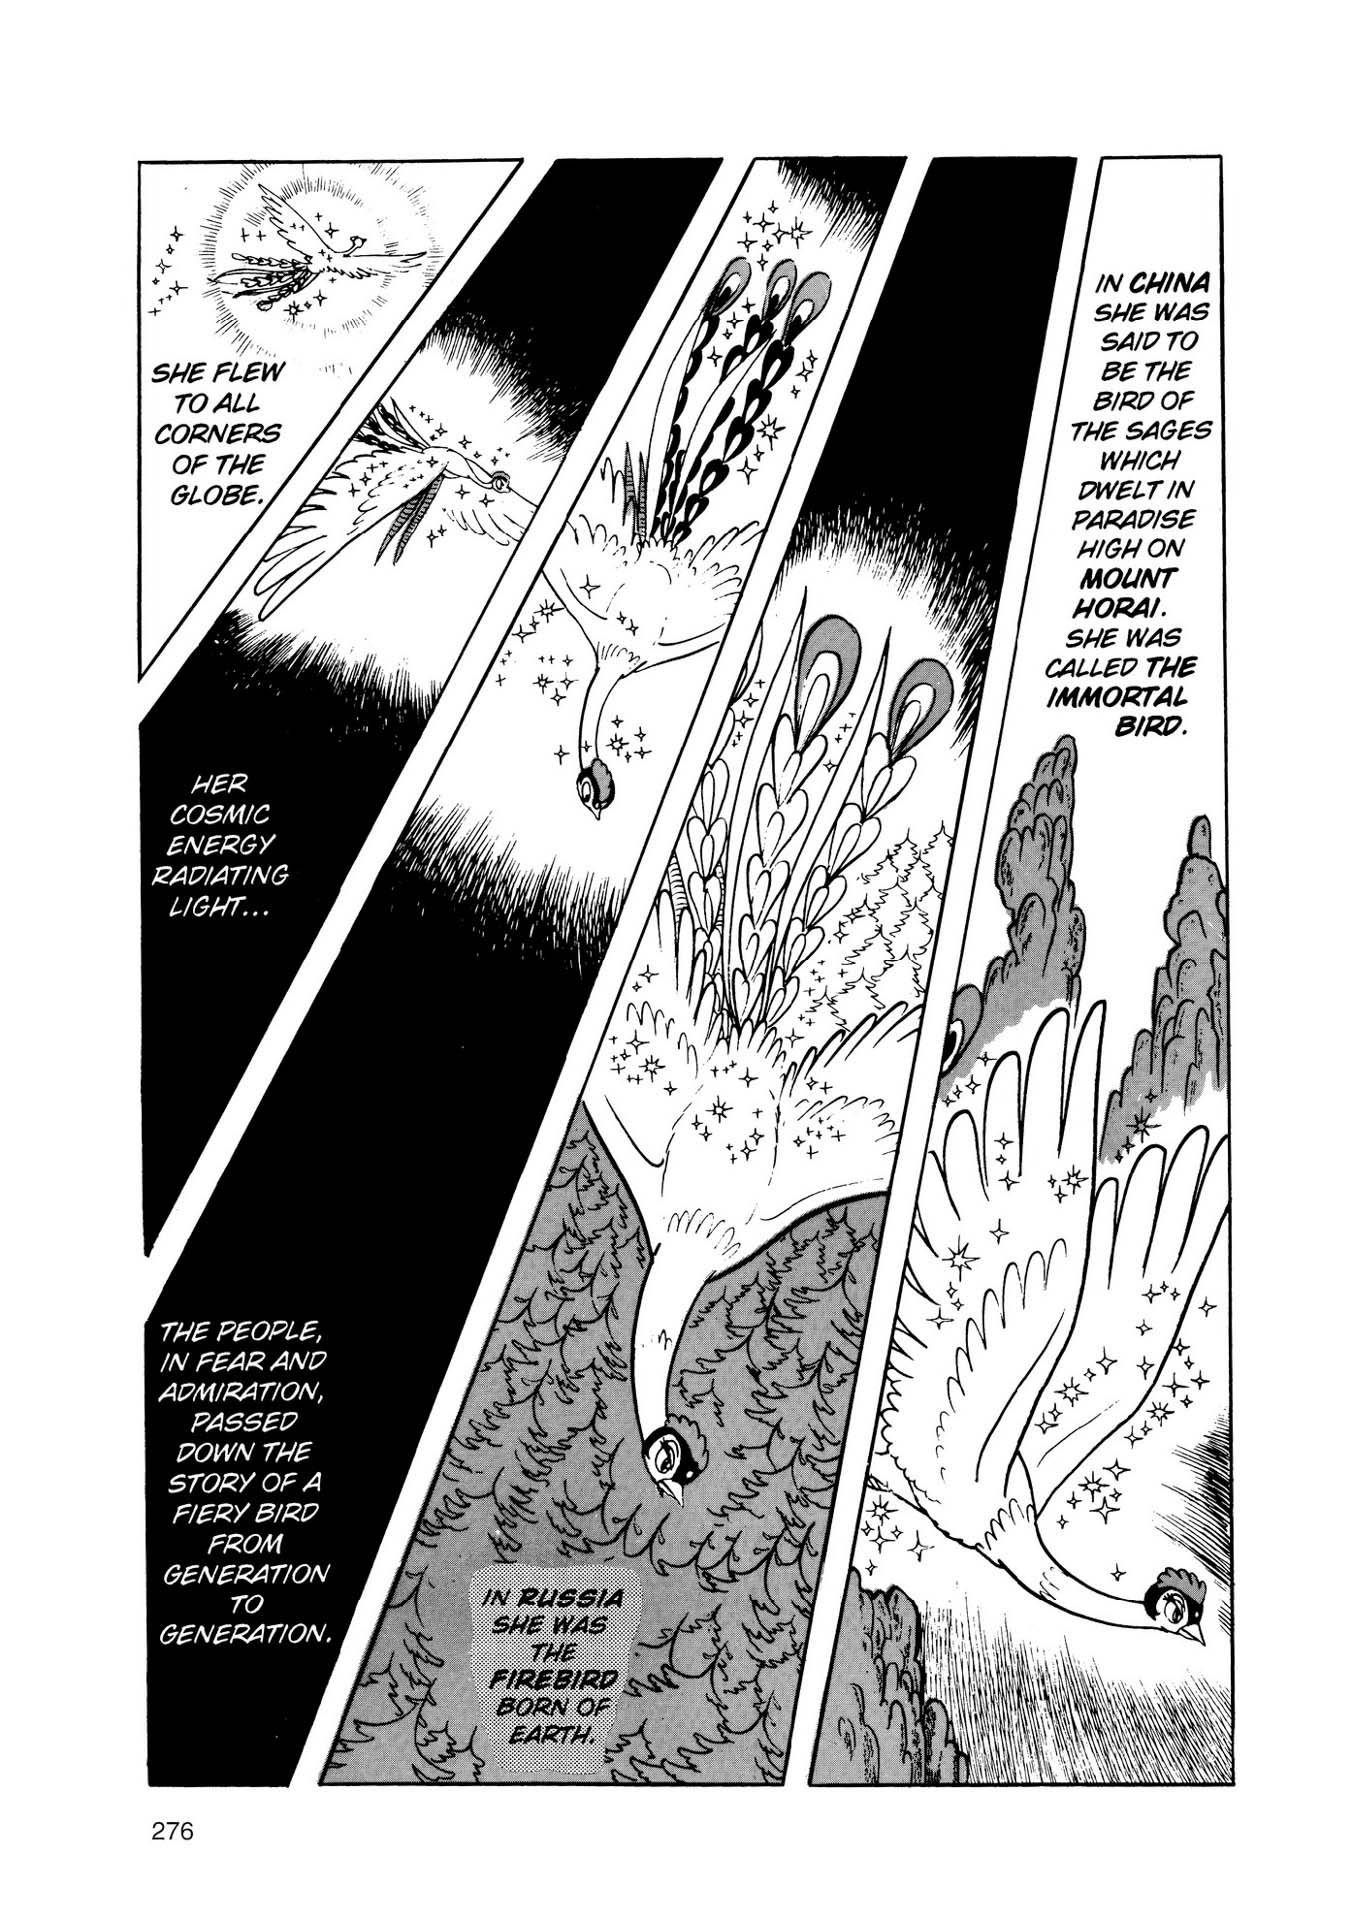 SHE FLEW
TO ALL
CORNERS
OF THE
GLOBE.
HER
COSMIC
ENERGY
RADIATING
LIGHT...
THE PEOPLE,
IN FEAR AND
ADMIRATION,
PASSED
DOWN THE
STORY OF A
FIERY BIRD
FROM
GENERATION
TO
GENERATION.
IN RUSSIA
SHE WAS
THE
FIREBIRD
BORN OF
EARTH.
IN CHINA
SHE WAS
SAID TO
BE THE
BIRD OF
THE SAGES
WHICH
DWELT IN
PARADISE
HIGH ON
MOUNT
HORAI.
SHE WAS
CALLED THE
IMMORTAL
BIRD.
276